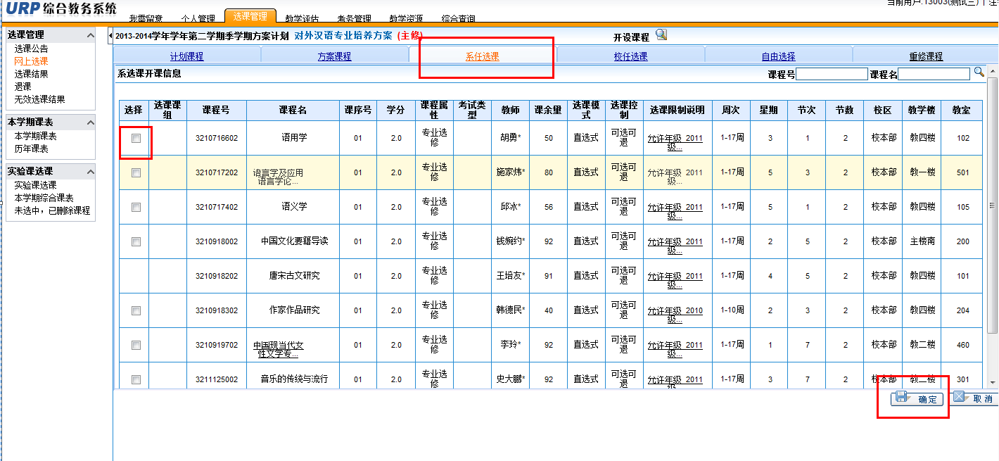 URP 综合教务系统
我要留意 个人管理 选课管理 教学评估 考务管理 教学资源 综合查询
当前用户:13003(测试三) | 注
选课管理
选课公告
网上选课
选课结果
退课
无效选课结果
本学期课表
本学期课表
历年课表
实验课选课
实验课选课
本学期综合课表
未选中，已删除课程
2013-2014学年学年第二学期季学期方案计划 对外汉语专业培养方案 (主修) 开设课程
计划课程 方案课程 系任选课 校任选课 自由选择 重修课程
系选课开课信息 课程号 课程名
选择 选课课组 课程号 课程名 课序号 学分 课程属性 考试类型 教师 课余量 选课模式 选课控制 选课限制说明 周次 星期 节次 节数 校区 教学楼 教室
3210716602 语用学 01 2.0 专业选修 胡勇* 50 直选式 可选可退 允许年级 2011级... 1-17周 3 1 2 校本部 教四楼 102
3210717202 语言学及应用语言学论... 01 2.0 专业选修 施家炜* 80 直选式 可选可退 允许年级 2011级... 1-17周 5 3 2 校本部 教一楼 501
3210717402 语义学 01 2.0 专业选修 邱冰* 56 直选式 可选可退 允许年级 2011级... 1-17周 5 1 2 校本部 教四楼 105
3210918002 中国文化要籍导读 01 2.0 专业选修 钱婉约* 92 直选式 可选可退 允许年级 2011级... 1-17周 2 5 2 校本部 主楼南 200
3210918202 唐宋古文研究 01 2.0 专业选修 王培友* 91 直选式 可选可退 允许年级 2011级... 1-17周 4 5 2 校本部 教四楼 101
3210918302 作家作品研究 01 2.0 专业选修 韩德民* 40 直选式 可选可退 允许年级 2010级... 1-10周 2 3 2 校本部 教四楼 204
3210919702 中国现当代女性文学专... 01 2.0 专业选修 李玲* 92 直选式 可选可退 允许年级 2011级... 1-17周 1 7 2 校本部 教二楼 460
3211125002 音乐的传统与流行 01 2.0 专业选修 史大鹏* 92 直选式 可选可退 允许年级 2011级... 1-17周 3 7 2 校本部 教二楼 301
确定 取消